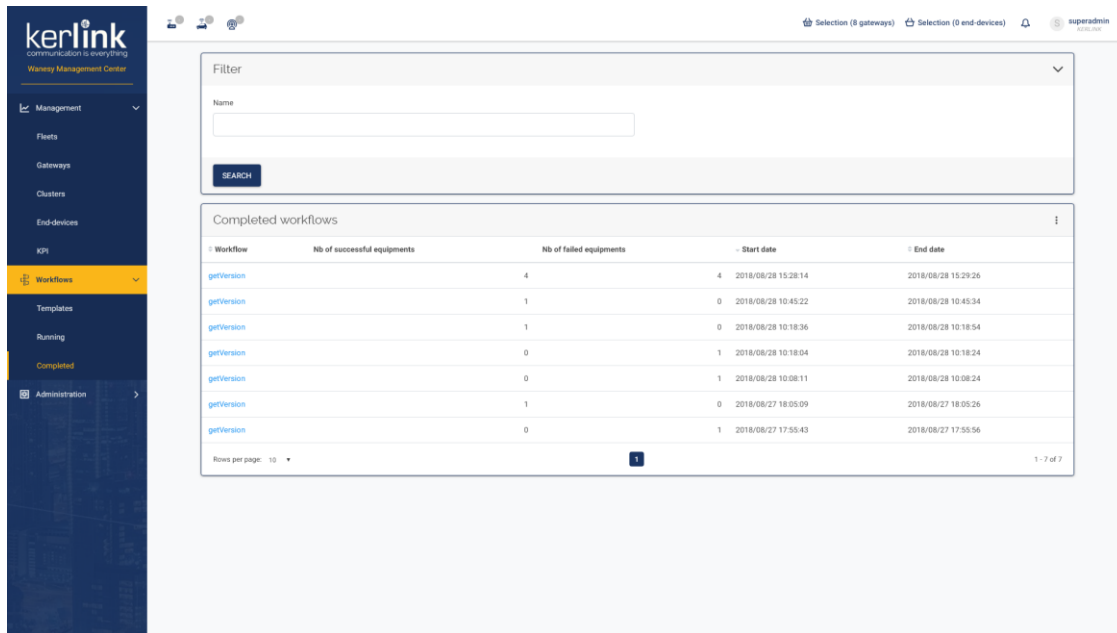 kerlink
communication is everything
Wanesy Management Center
Selection (8 gateways) Selection (0 end-devices) S superadmin
KERLINK
Management
Fleets
Gateways
Clusters
End-devices
KPI
Workflows
Templates
Running
Completed
Administration
Filter
Name
SEARCH
Completed workflows
Workflow Nb of successful equipments Nb of failed equipments Start date End date
getVersion 4 4 2018/08/28 15:28:14 2018/08/28 15:29:26
getVersion 1 0 2018/08/28 10:45:22 2018/08/28 10:45:34
getVersion 1 0 2018/08/28 10:18:36 2018/08/28 10:18:54
getVersion 0 1 2018/08/28 10:18:04 2018/08/28 10:18:24
getVersion 0 1 2018/08/28 10:08:11 2018/08/28 10:08:24
getVersion 1 0 2018/08/27 18:05:09 2018/08/27 18:05:26
getVersion 0 1 2018/08/27 17:55:43 2018/08/27 17:55:56
Rows per page: 10 1 1 - 7 of 7